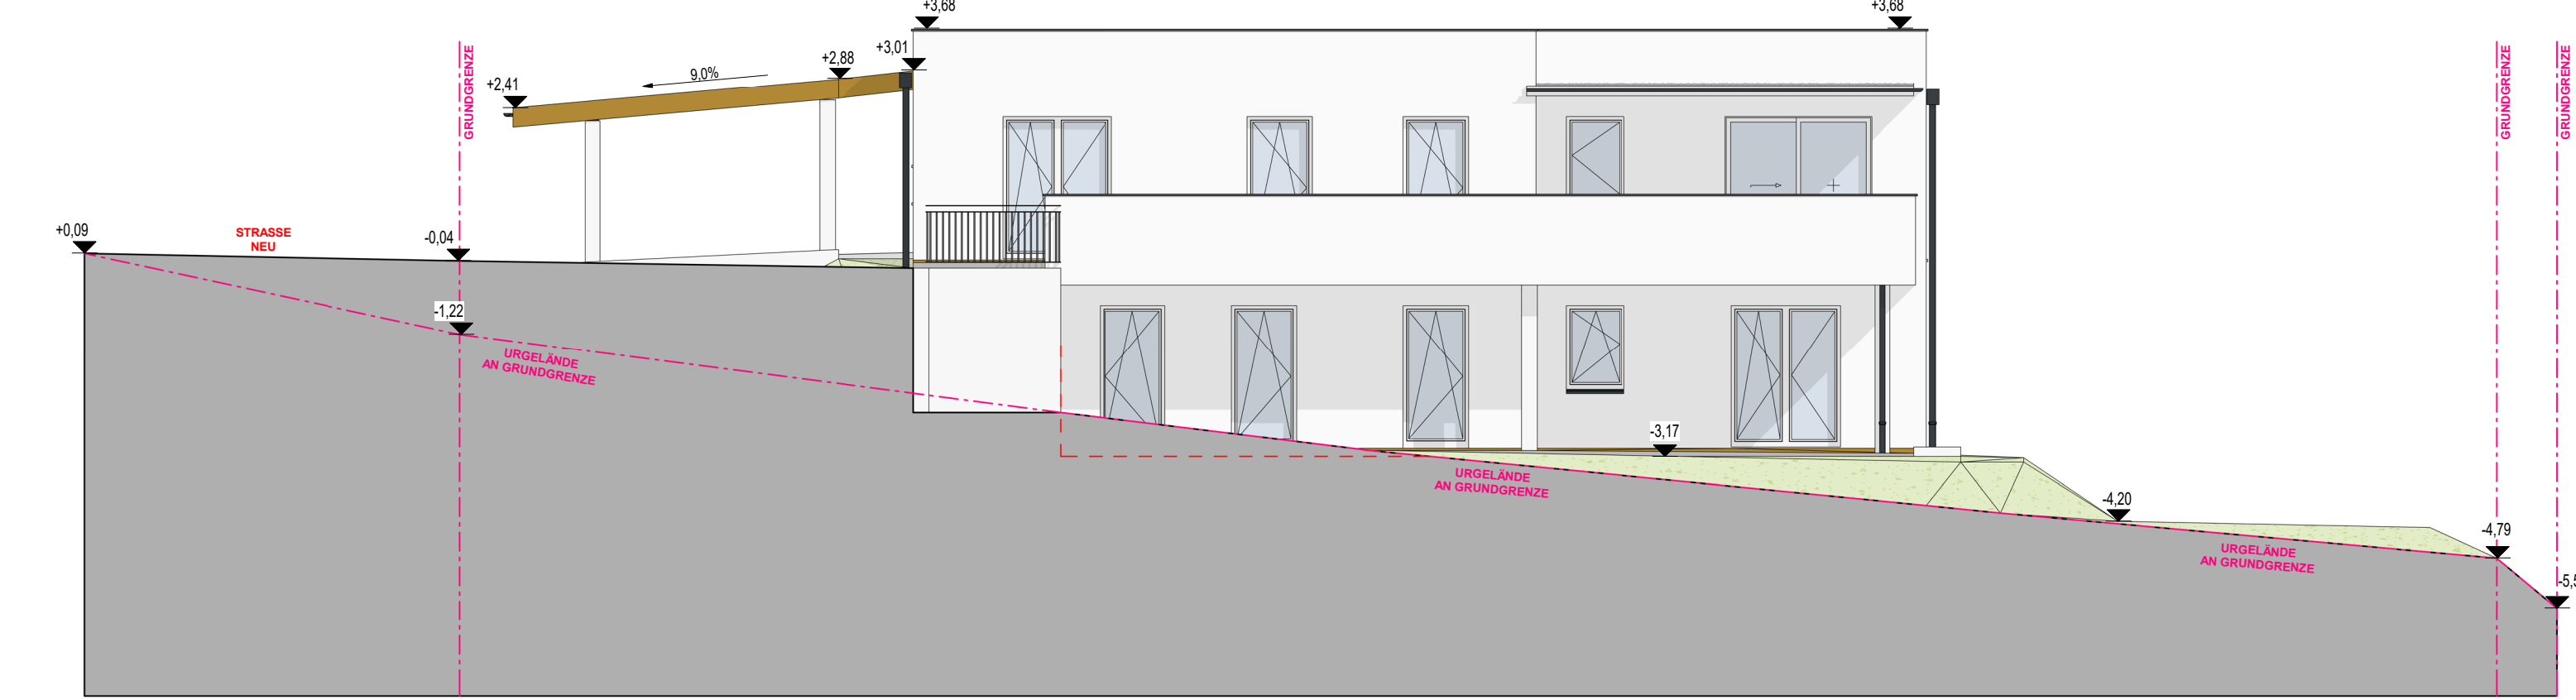 +3,68
+3,68
+3,01
+2,88
9,0%
+2,41
GRUNDGRENZE
GRUNDGRENZE
GRUNDGRENZE
+0,09
STRASSE
NEU
-0,04
-1,22
URGELÄNDE
AN GRUNDGRENZE
-3,17
URGELÄNDE
AN GRUNDGRENZE
-4,20
-4,79
URGELÄNDE
AN GRUNDGRENZE